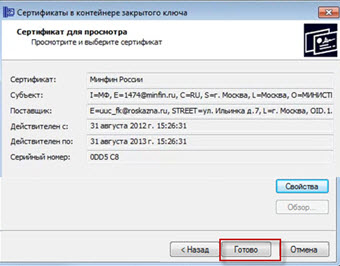 Сертификаты в контейнере закрытого ключа
Сертификат для просмотра
Просмотрите и выберите сертификат
Сертификат: Минфин России
Субъект: I=МФ, E=1474@minfin.ru, C=RU, S=г. Москва, L=Москва, O=МИНИСТ
Поставщик: E=uuc_fk@roskazna.ru, STREET=ул. Ильинка д.7, L=г. Москва, OID.1.
Действителен с: 31 августа 2012 г. 15:26:31
Действителен по: 31 августа 2013 г. 15:26:31
Серийный номер: 0DD5 C8
Свойства
Обзор...
< Назад Готово Отмена